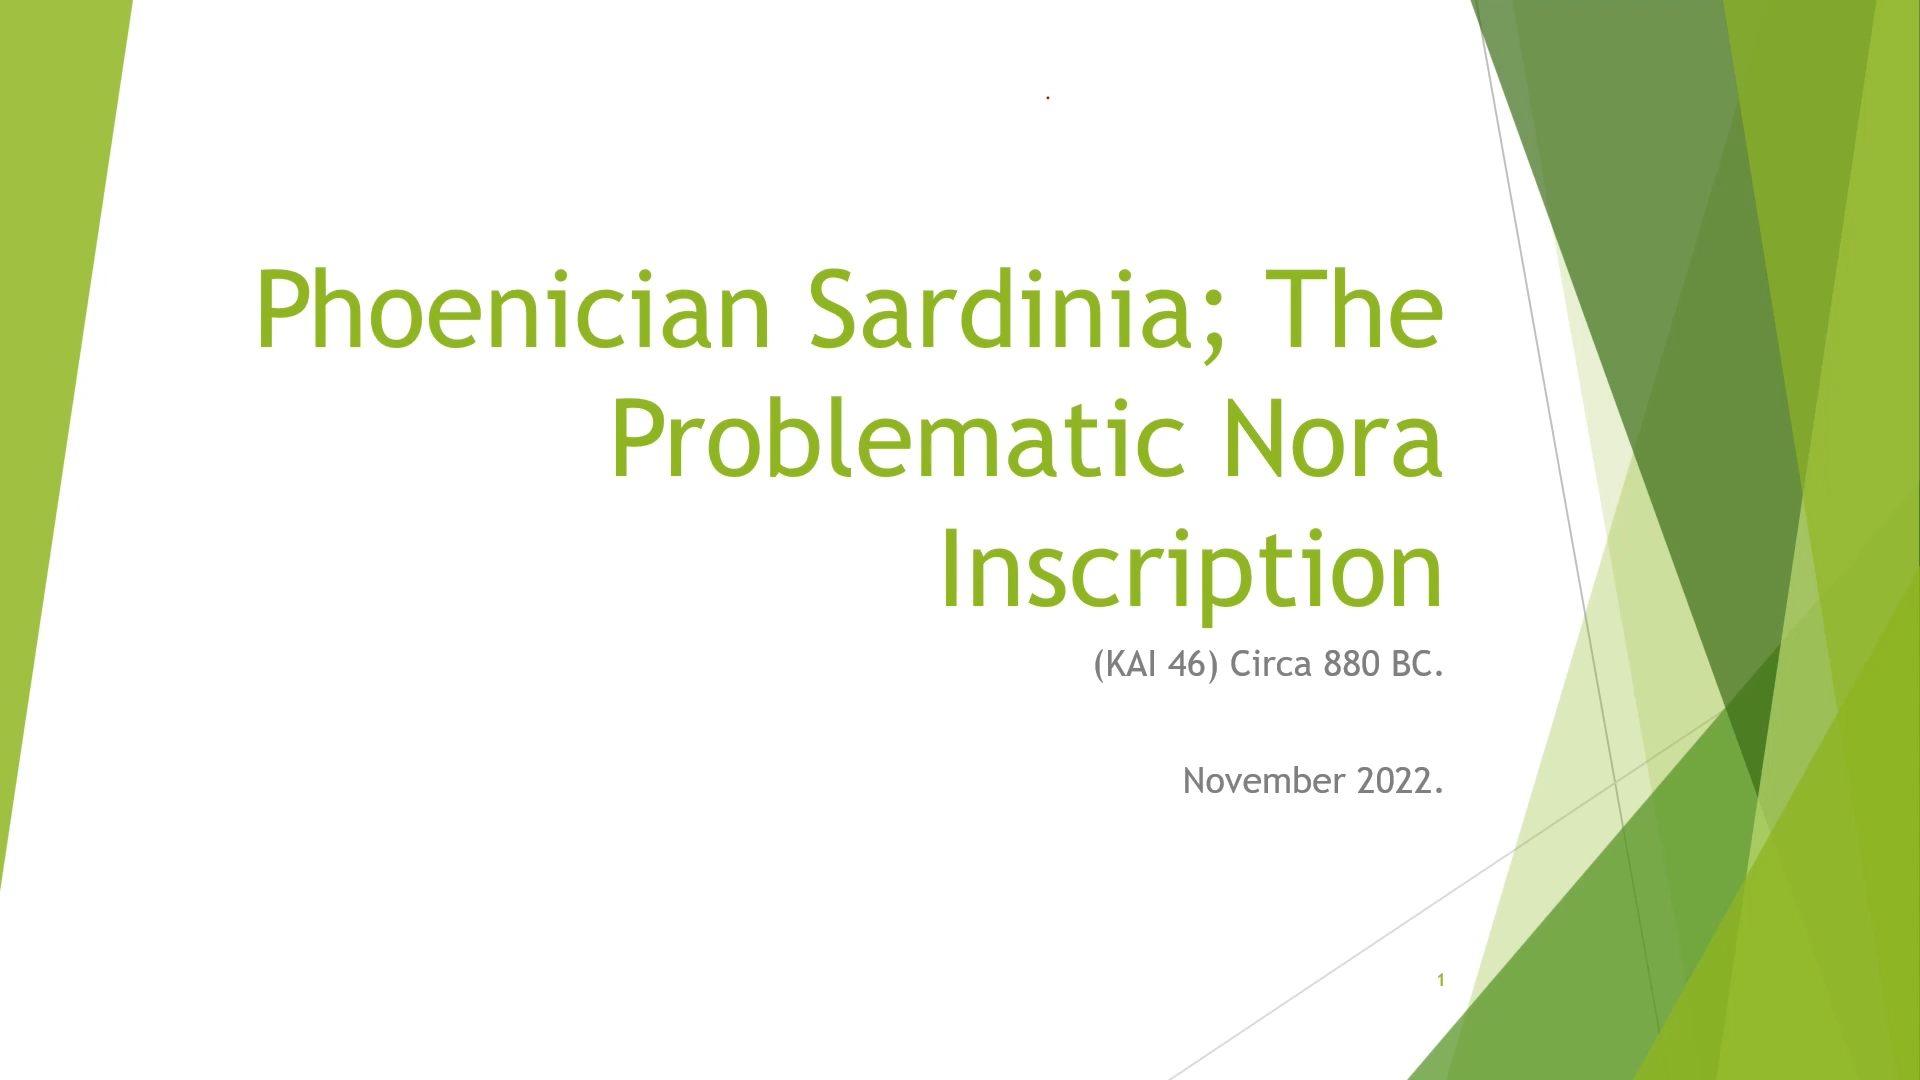 Phoenician Sardinia; The
Problematic Nora
Inscription
(KAI 46) Circa 880 BC.
November 2022.
1